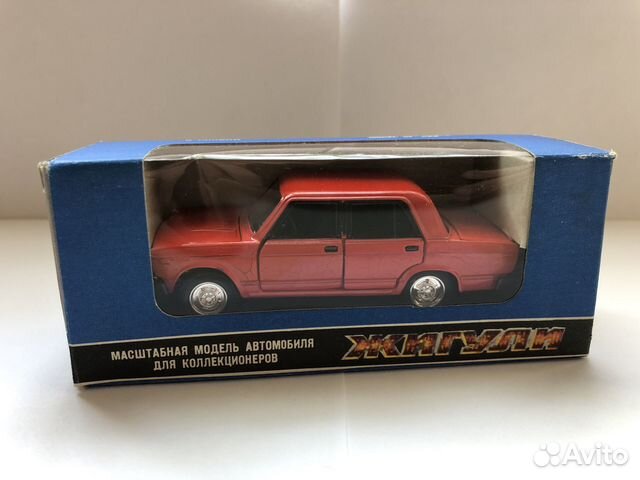 МАСШТАБНАЯ МОДЕЛЬ АВТОМОБИЛЯ
ДЛЯ КОЛЛЕКЦИОНЕРОВ
ЖИГУЛИ
Avito